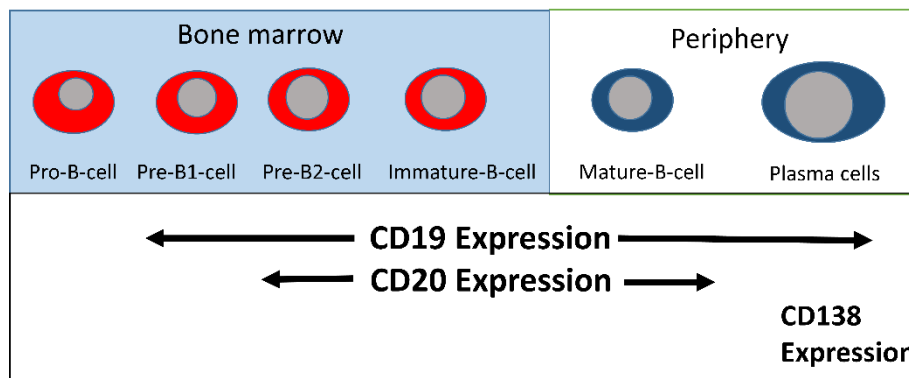 Bone marrow
Periphery
Pro-B-cell
Pre-B1-cell
Pre-B2-cell
Immature-B-cell
Mature-B-cell
Plasma cells
CD19 Expression
CD20 Expression
CD138
Expression